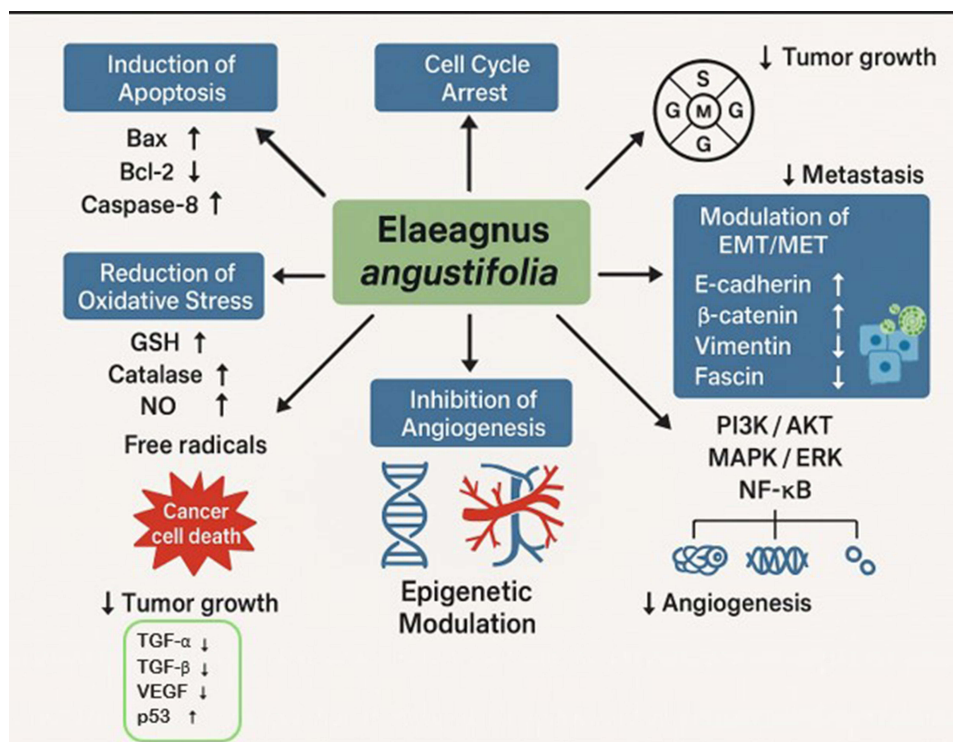 Induction of
Apoptosis
Bax ↑
Bcl-2 ↓
Caspase-8 ↑
Cell Cycle
Arrest
S
G M G
G
↓ Tumor growth
↓ Metastasis
Elaeagnus
angustifolia
Modulation of
EMT/MET
E-cadherin ↑
β-catenin ↑
Vimentin ↓
Fascin ↓
Reduction of
Oxidative Stress
GSH ↑
Catalase ↑
NO ↑
Free radicals
Cancer
cell death
↓ Tumor growth
TGF-α ↓
TGF-β ↓
VEGF ↓
p53 ↑
Inhibition of
Angiogenesis
Epigenetic
Modulation
PI3K / AKT
MAPK / ERK
NF-κB
↓ Angiogenesis